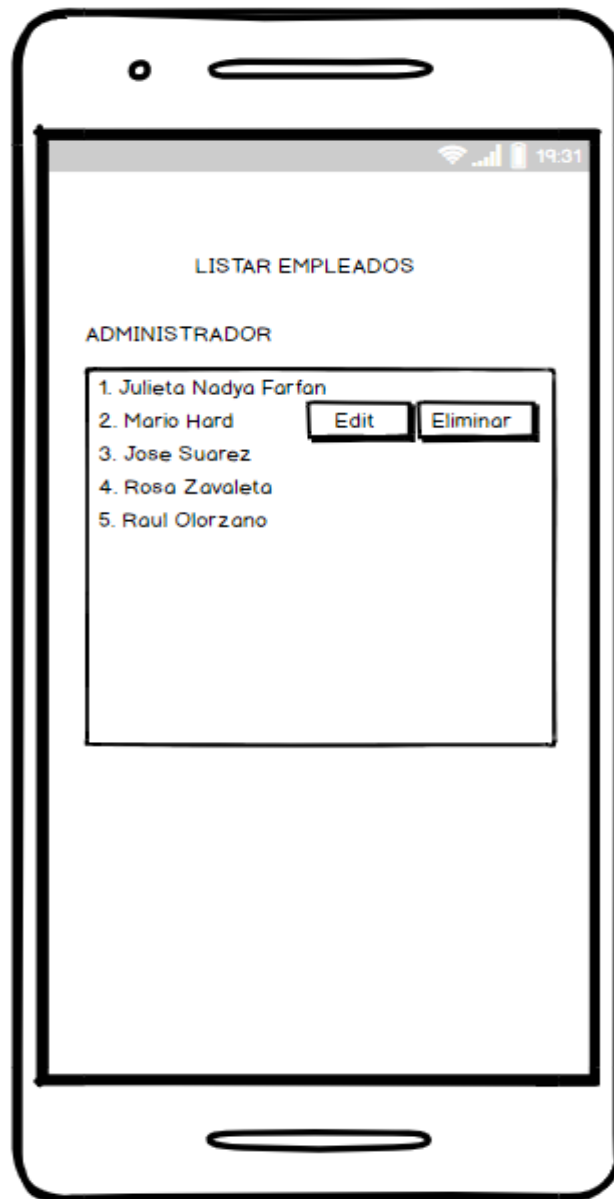 19:31
LISTAR EMPLEADOS
ADMINISTRADOR
1. Julieta Nadya Farfan
2. Mario Hard Edit Eliminar
3. Jose Suarez
4. Rosa Zavaleta
5. Raul Olorzano